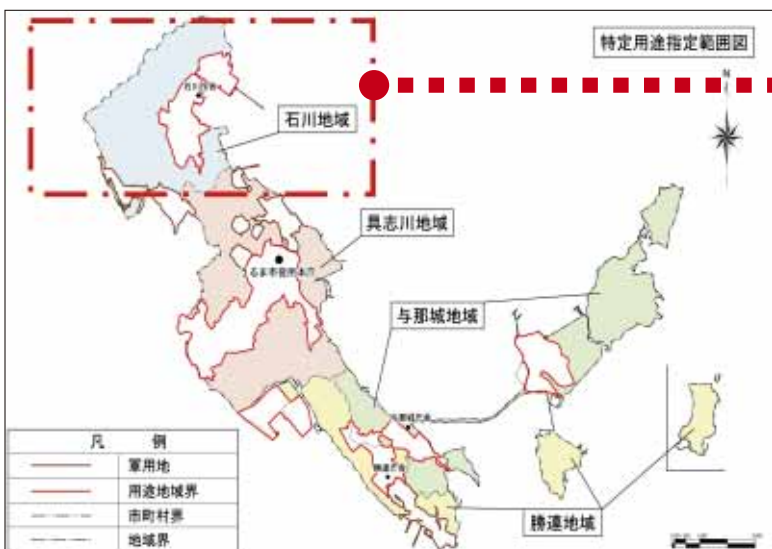 特定用途指定範囲図
N
石川地域
具志川地域
るま市役所本庁
与那城地域
勝連地域
凡 例
軍用地
用途地域界
市町村界
地域界